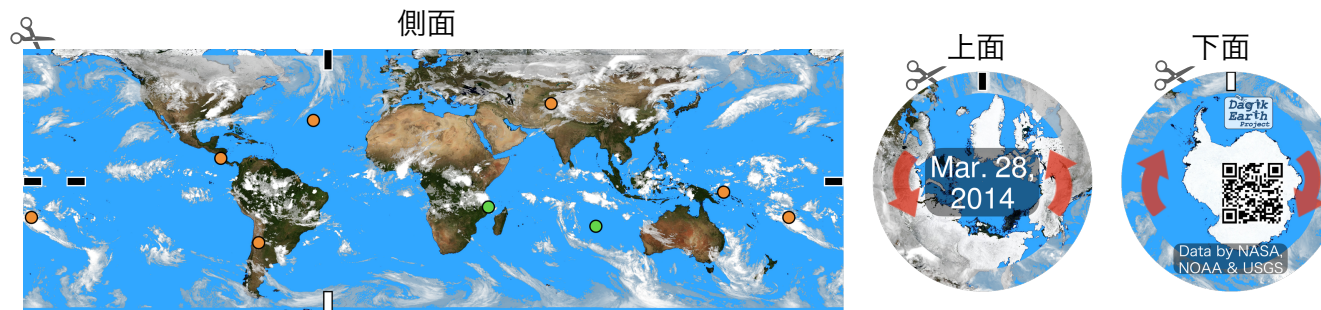 側面
上面
下面
Mar. 28,
2014
Dagik
Earth
Project
Data by NASA,
NOAA & USGS